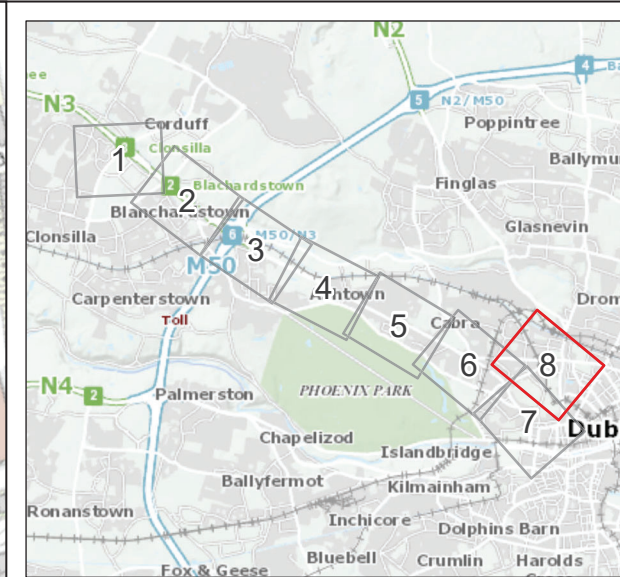 N2
4
Ba
ee
N3
5 N2/M50
Corduff
Poppintree
Clonsilla
1
Ballymu
2 Blachardstown
Finglas
2
Blanchardstown
Glasnevin
Clonsilla
6 M50/N3
3
M50
4
Ashtown
Carpenterstown
Drom
Toll
5
Cabra
8
6
N4 2
Palmerston
PHOENIX PARK
7
Dub
Chapelizod
Islandbridge
Ballyfermot
Kilmainham
Ronanstown
Inchicore
Dolphins Barn
Bluebell
Crumlin
Harolds
Fox & Geese